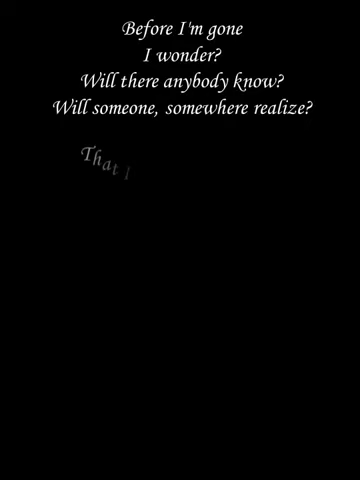 Before I'm gone
I wonder?
Will there anybody know?
Will someone, somewhere realize?
That I